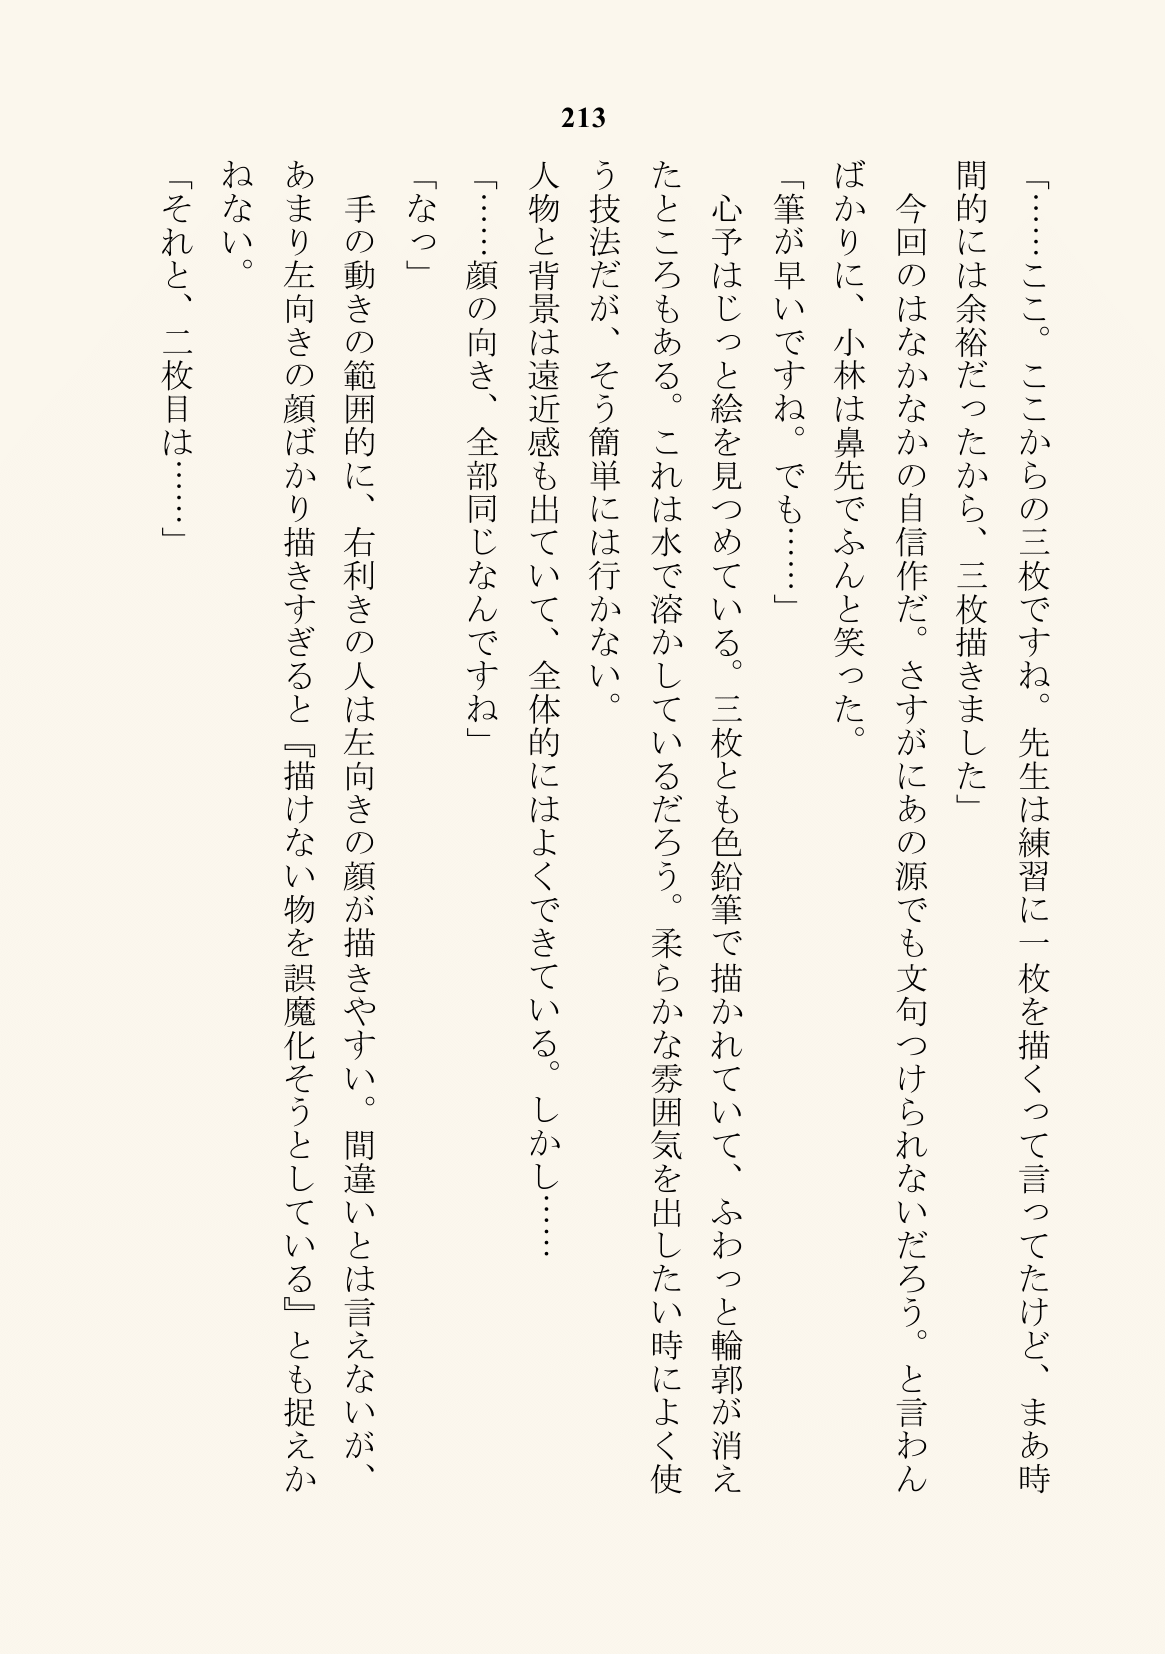 213
「……ここ。ここからの三枚ですね。先生は練習に一枚を描くって言ってたけど、まあ時
間的には余裕だったから、三枚描きました」
　今回のはなかなかの自信作だ。さすがにあの源でも文句つけられないだろう。と言わん
ばかりに、小林は鼻先でふんと笑った。
「筆が早いですね。でも……」
　心予はじっと絵を見つめている。三枚とも色鉛筆で描かれていて、ふわっと輪郭が消え
たところもある。これは水で溶かしているだろう。柔らかな雰囲気を出したい時によく使
う技法だが、そう簡単には行かない。
人物と背景は遠近感も出ていて、全体的にはよくできている。しかし……
「……顔の向き、全部同じなんですね」
「なっ」
　手の動きの範囲的に、右利きの人は左向きの顔が描きやすい。間違いとは言えないが、
あまり左向きの顔ばかり描きすぎると『描けない物を誤魔化そうとしている』とも捉えか
ねない。
「それと、二枚目は……」